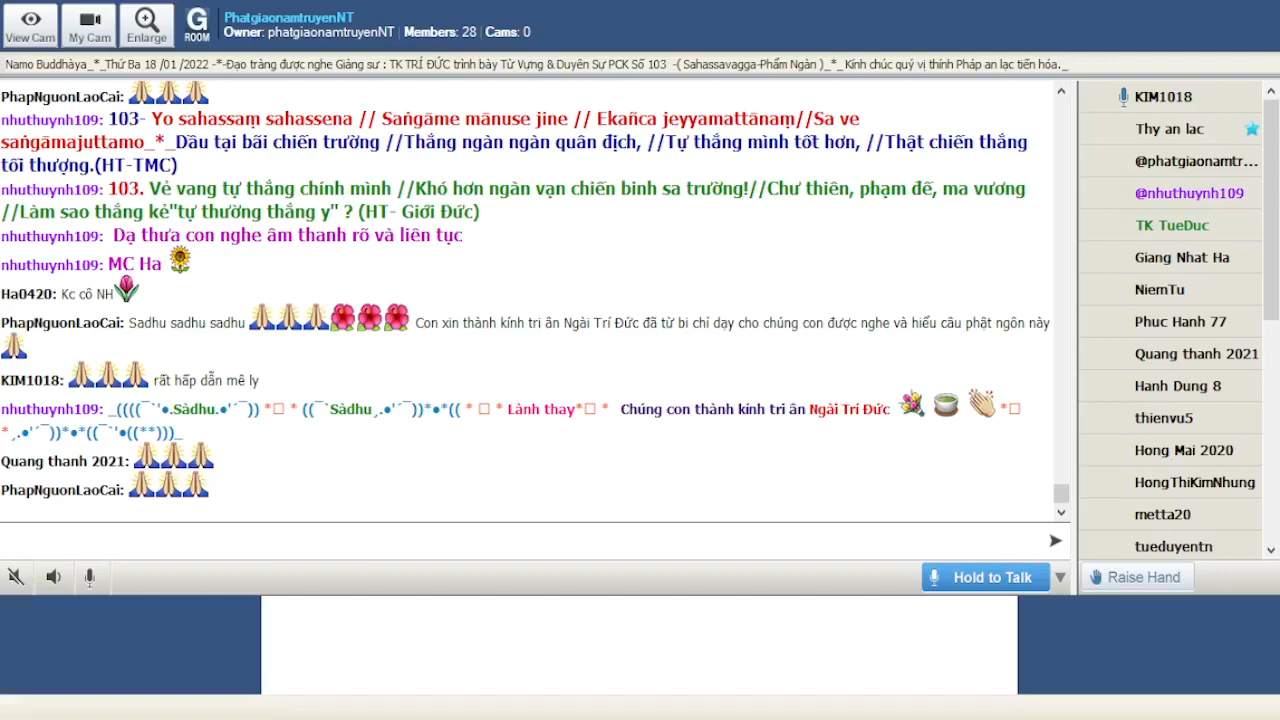 View Cam
My Cam
Enlarge
G
ROOM
PhatgiaonamtruyenNT
Owner: phatgiaonamtruyenNT | Members: 28 | Cams: 0
Namo Buddhàya_*_Thứ Ba 18 /01 /2022 -*-Đạo tràng được nghe Giảng sư : TK TRÍ ĐỨC trình bày Từ Vựng & Duyên Sự PCK Số 103 -( Sahassavagga-Phẩm Ngàn )_*_Kính chúc quý vị thính Pháp an lạc tiến hóa._
PhapNguonLaoCai:
nhuthuynh109: 103- Yo sahassaṃ sahassena // Saṅgāme mānuse jine // Ekañca jeyyamattānaṃ//Sa ve
saṅgāmajuttamo_*_Dầu tại bãi chiến trường //Thắng ngàn ngàn quân địch, //Tự thắng mình tốt hơn, //Thật chiến thắng
tối thượng.(HT-TMC)
nhuthuynh109: 103. Vẻ vang tự thắng chính mình //Khó hơn ngàn vạn chiến binh sa trường!//Chư thiên, phạm đế, ma vương
//Làm sao thắng kẻ"tự thường thắng y" ? (HT- Giới Đức)
nhuthuynh109: Dạ thưa con nghe âm thanh rõ và liên tục
nhuthuynh109: MC Ha
Ha0420: Kc cô NH
PhapNguonLaoCai: Sadhu sadhu sadhu Con xin thành kính tri ân Ngài Trí Đức đã từ bi chỉ dạy cho chúng con được nghe và hiểu câu phật ngôn này
KIM1018: rất hấp dẫn mê ly
nhuthuynh109: _((((¯`'•.Sàdhu.•'´¯)) *□ * ((¯`Sàdhu¸.•'´¯))*•*(( * □ * Lành thay*□ * Chúng con thành kính tri ân Ngài Trí Đức *□
*¸.•'´¯))*•*((¯`'•((**)))_
Quang thanh 2021:
PhapNguonLaoCai:
Hold to Talk
KIM1018
Thy an lac
@phatgiaonamtr...
@nhuthuynh109
TK TueDuc
Giang Nhat Ha
NiemTu
Phuc Hanh 77
Quang thanh 2021
Hanh Dung 8
thienvu5
Hong Mai 2020
HongThiKimNhung
metta20
tueduyentn
Raise Hand